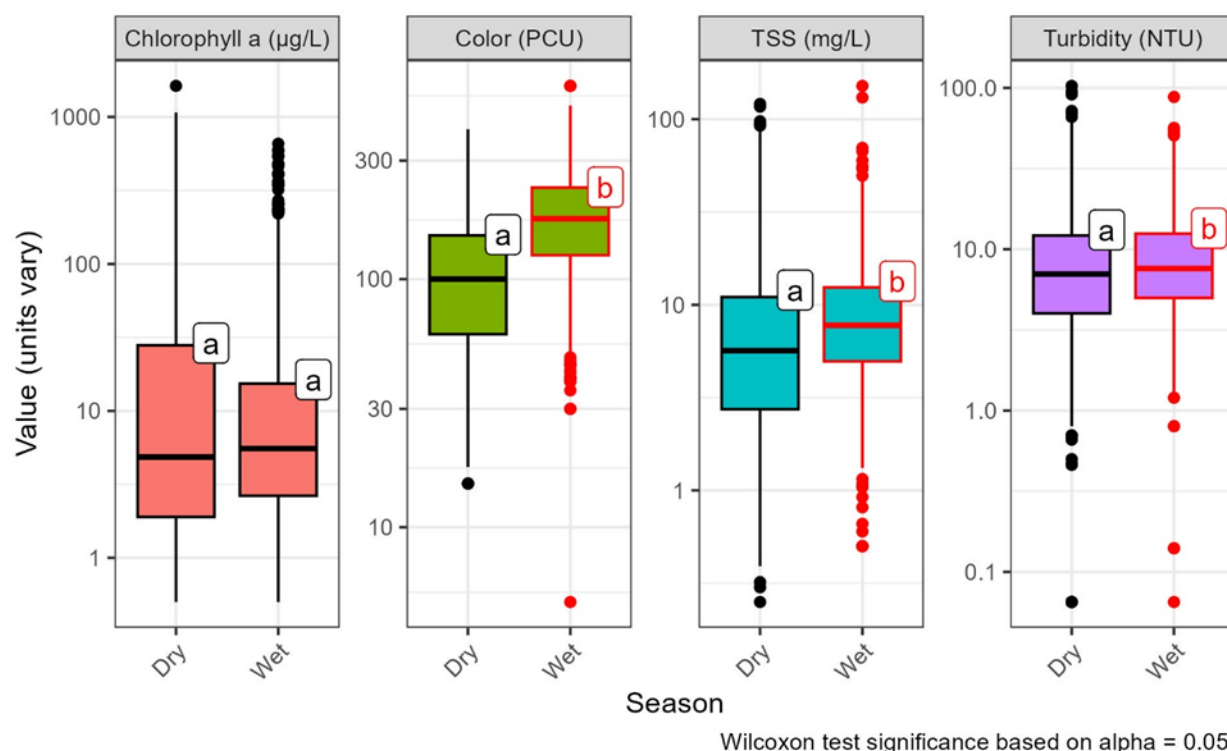 Chlorophyll a (µg/L)
Color (PCU)
TSS (mg/L)
Turbidity (NTU)
Value (units vary)
1000
100
10
1
a
a
Dry
Wet
300
100
30
10
a
b
Dry
Wet
100
10
1
a
b
Dry
Wet
100.0
10.0
1.0
0.1
a
b
Dry
Wet
Season
Wilcoxon test significance based on alpha = 0.05